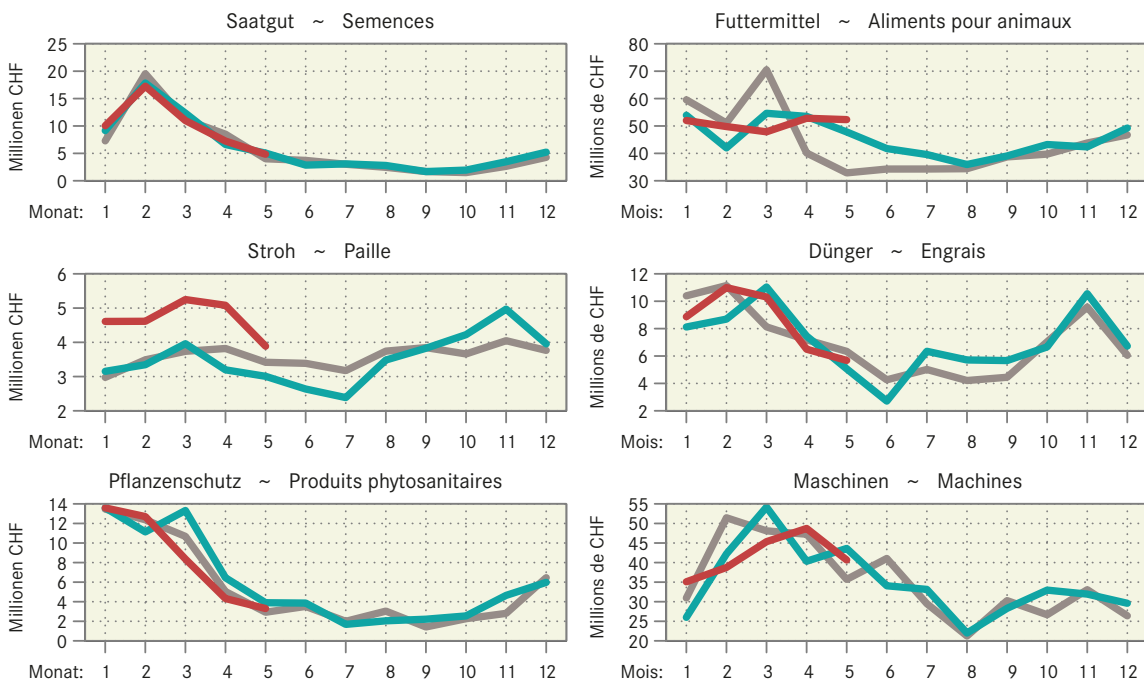 Saatgut ~ Semences
Millionen CHF
25
20
15
10
5
0
Monat: 1 2 3 4 5 6 7 8 9 10 11 12
Futtermittel ~ Aliments pour animaux
Millions de CHF
80
70
60
50
40
30
Mois: 1 2 3 4 5 6 7 8 9 10 11 12
Stroh ~ Paille
Millionen CHF
6
5
4
3
2
Monat: 1 2 3 4 5 6 7 8 9 10 11 12
Dünger ~ Engrais
Millions de CHF
12
10
8
6
4
2
Mois: 1 2 3 4 5 6 7 8 9 10 11 12
Pflanzenschutz ~ Produits phytosanitaires
Millionen CHF
14
12
10
8
6
4
2
0
Monat: 1 2 3 4 5 6 7 8 9 10 11 12
Maschinen ~ Machines
Millions de CHF
55
50
45
40
35
30
25
20
Mois: 1 2 3 4 5 6 7 8 9 10 11 12